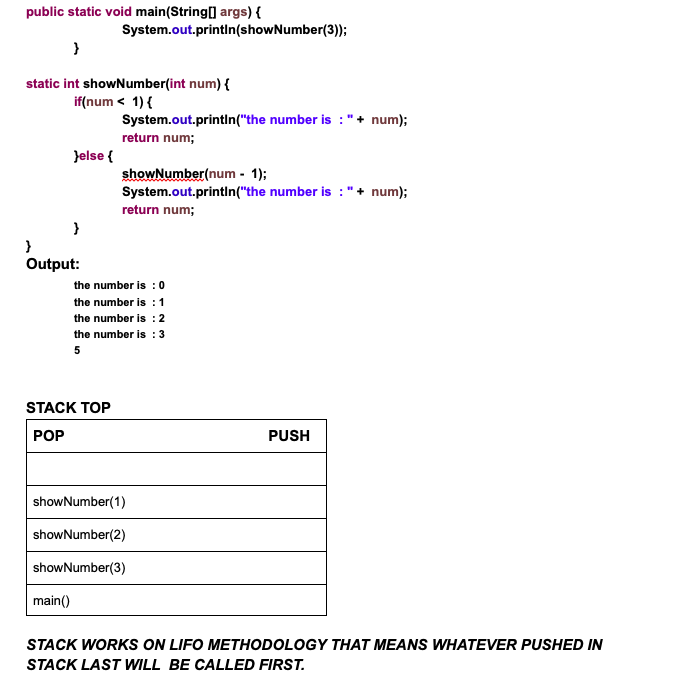 public static void main(String[] args) {
System.out.println(showNumber(3));
}
static int showNumber(int num) {
if(num < 1) {
System.out.println("the number is : "+ num);
return num;
}else {
showNumber(num - 1);
System.out.println("the number is : "+ num);
return num;
}
}
Output:
the number is : 0
the number is : 1
the number is : 2
the number is : 3
5
STACK TOP
POP PUSH
showNumber(1)
showNumber(2)
showNumber(3)
main()
STACK WORKS ON LIFO METHODOLOGY THAT MEANS WHATEVER PUSHED IN
STACK LAST WILL BE CALLED FIRST.